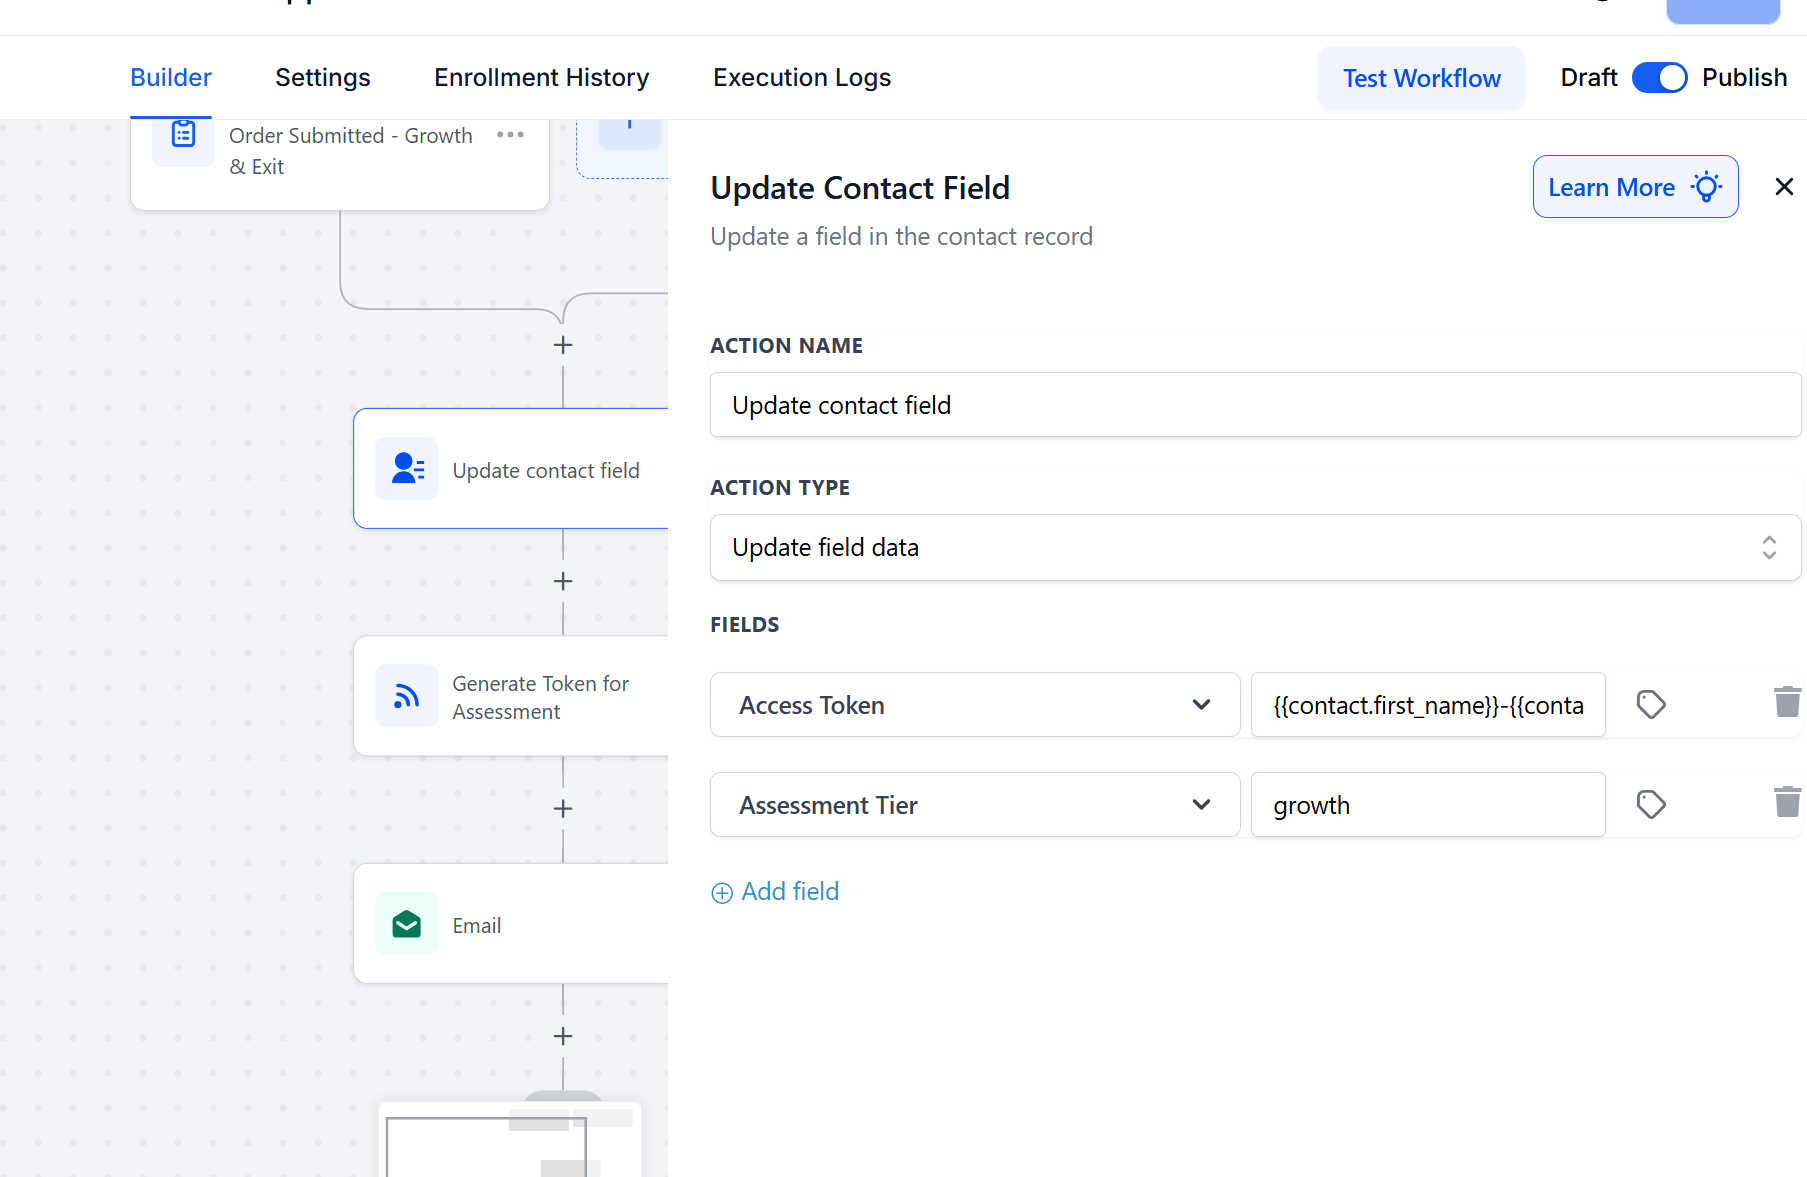 Builder
Settings
Enrollment History
Execution Logs
Test Workflow
Draft
Publish
Order Submitted - Growth
& Exit
Update contact field
Generate Token for
Assessment
Email
Update Contact Field
Learn More
Update a field in the contact record
ACTION NAME
Update contact field
ACTION TYPE
Update field data
FIELDS
Access Token
{{contact.first_name}}-{{conta
Assessment Tier
growth
Add field